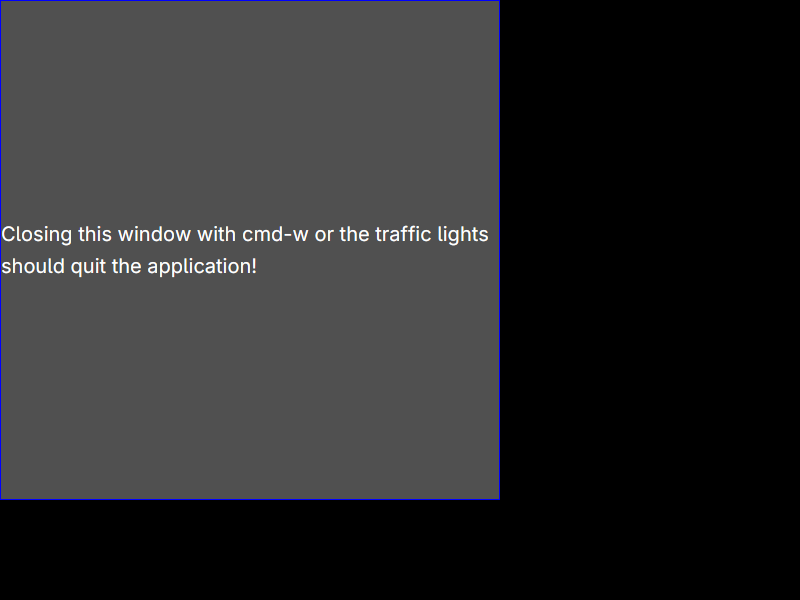 Closing this window with cmd-w or the traffic lights
should quit the application!